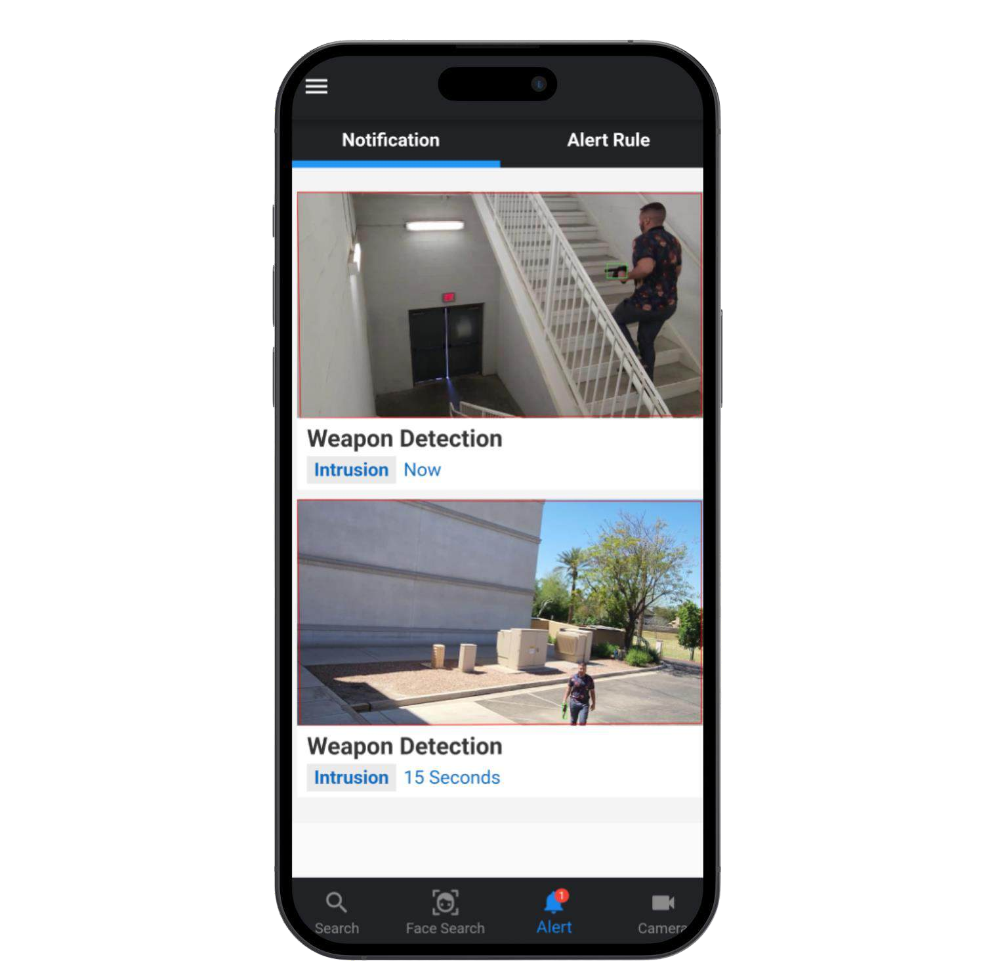 Notification
Alert Rule
Weapon Detection
Intrusion Now
Weapon Detection
Intrusion 15 Seconds
1
Search
Face Search
Alert
Camera